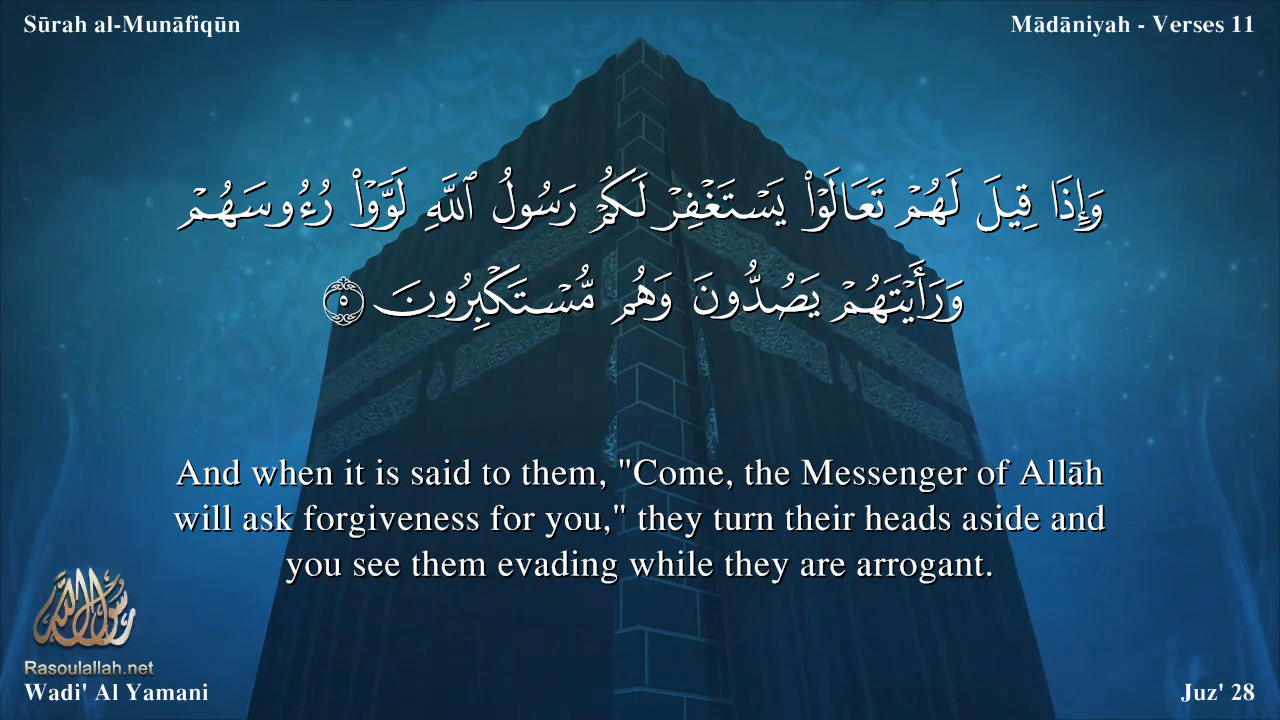 Sūrah al-Munāfiqūn
Mādāniyah - Verses 11
وَإِذَا قِيلَ لَهُمْ تَعَالَوْا۟ يَسْتَغْفِرْ لَكُمْ رَسُولُ ٱللَّهِ لَوَّوْا۟ رُءُوسَهُمْ
وَرَأَيْتَهُمْ يَصُدُّونَ وَهُم مُّسْتَكْبِرُونَ ۝٥
And when it is said to them, "Come, the Messenger of Allāh
will ask forgiveness for you," they turn their heads aside and
you see them evading while they are arrogant.
رسول الله
Rasoulallah.net
Wadi' Al Yamani
Juz' 28